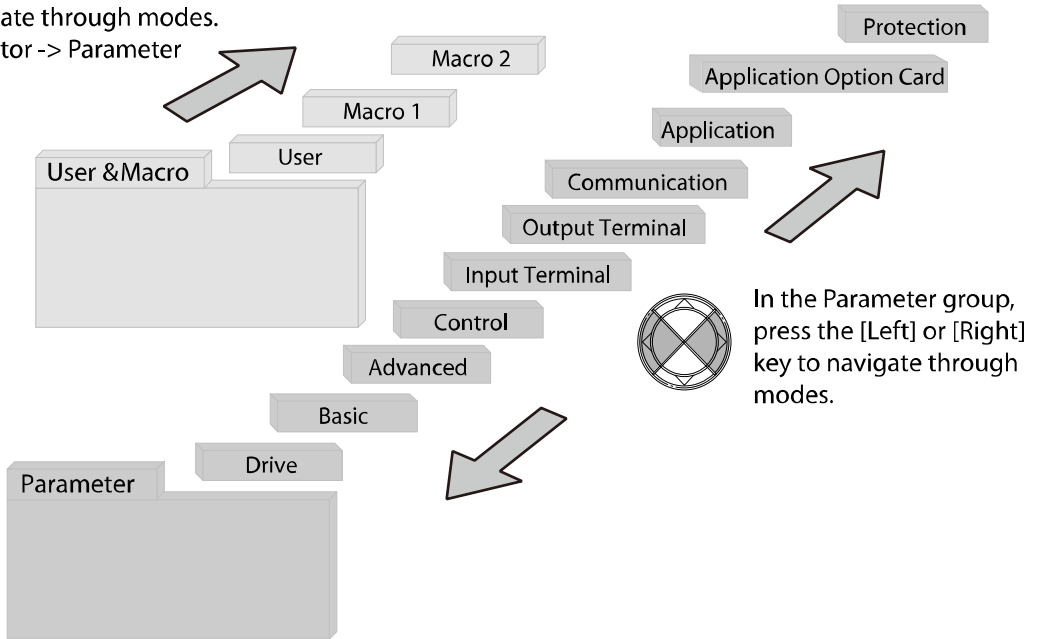 ate through modes.
tor -> Parameter
Macro 2
Macro 1
User
User &Macro
Protection
Application Option Card
Application
Communication
Output Terminal
Input Terminal
Control
Advanced
Basic
Drive
Parameter
In the Parameter group,
press the [Left] or [Right]
key to navigate through
modes.